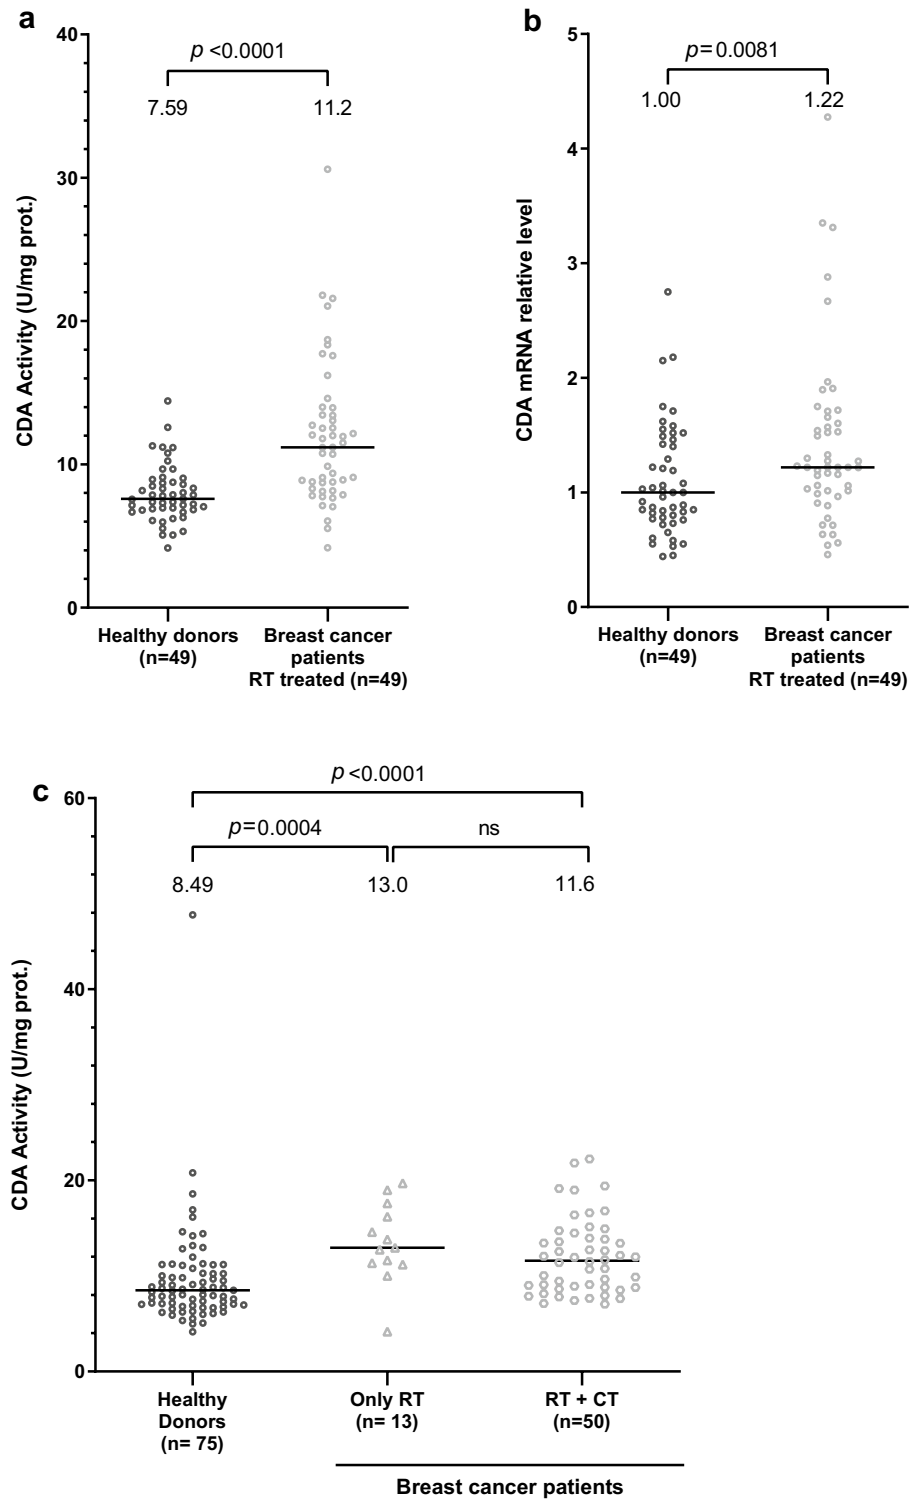 a
CDA Activity (U/mg prot.)
40
30
20
10
0
p <0.0001
7.59
11.2
Healthy donors
(n=49)
Breast cancer
patients
RT treated (n=49)
b
CDA mRNA relative level
5
4
3
2
1
0
p=0.0081
1.00
1.22
Healthy donors
(n=49)
Breast cancer
patients
RT treated (n=49)
c
CDA Activity (U/mg prot.)
60
40
20
0
p <0.0001
p=0.0004
ns
8.49
13.0
11.6
Healthy
Donors
(n= 75)
Only RT
(n= 13)
RT + CT
(n=50)
Breast cancer patients